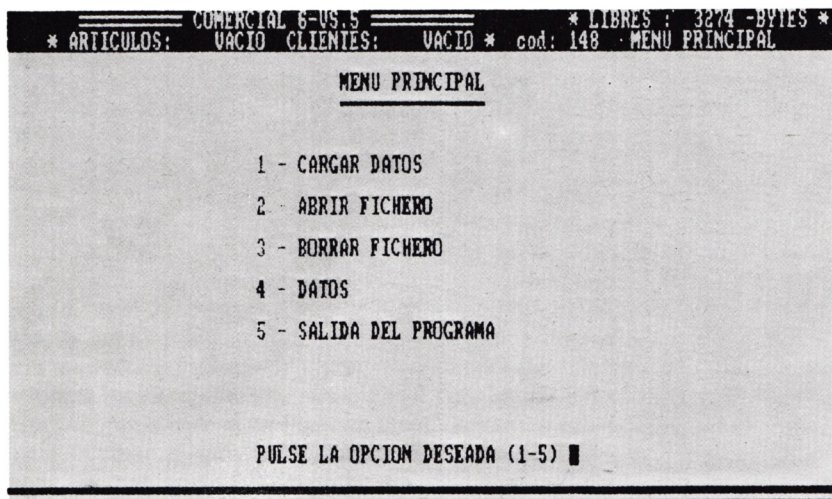 COMERCIAL 6-VS.5 * LIBRES : 3274 -BYTES *
* ARTICULOS: VACIO CLIENTES: VACIO * cod: 148 · MENU PRINCIPAL
MENU PRINCIPAL
1 - CARGAR DATOS
2 - ABRIR FICHERO
3 - BORRAR FICHERO
4 - DATOS
5 - SALIDA DEL PROGRAMA
PULSE LA OPCION DESEADA (1-5)